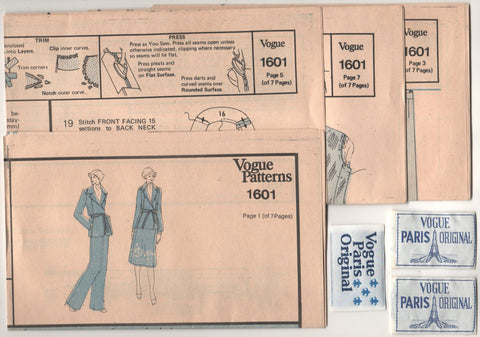 TRIM
enclosed
into Layers.
Clip inner curves.
Trim corners
Notch outer curve.
PRESS
Press as You Sew. Press all seams open unless
otherwise indicated, clipping where necessary
so seams will lie flat.
Press pleats and
straight seams
on Flat Surface.
Press darts and
curved seams over
Rounded Surface.
Vogue
1601
Page 5
(of 7 Pages)
Vogue
1601
Page 7
(of 7 Pages)
Vogue
1601
Page 3
(of 7 Pages)
be-
stay-
mm)
19 Stitch FRONT FACING 15
sections to BACK NECK
16
Vogue
Patterns
1601
Page 1 (of 7 Pages)
Vogue
Paris
Original
VOGUE
PARIS ORIGINAL
VOGUE
PARIS ORIGINAL